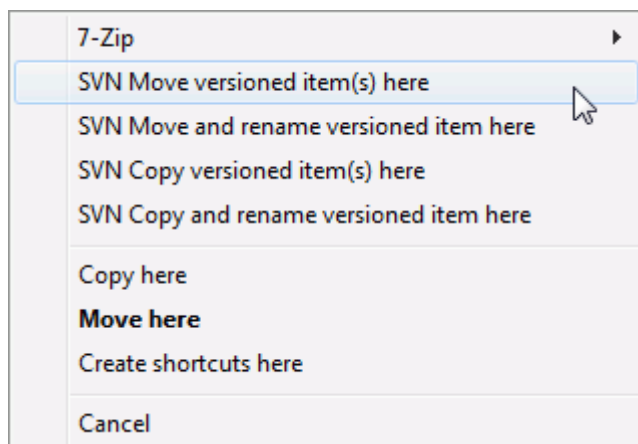 7-Zip
SVN Move versioned item(s) here
SVN Move and rename versioned item here
SVN Copy versioned item(s) here
SVN Copy and rename versioned item here
Copy here
Move here
Create shortcuts here
Cancel